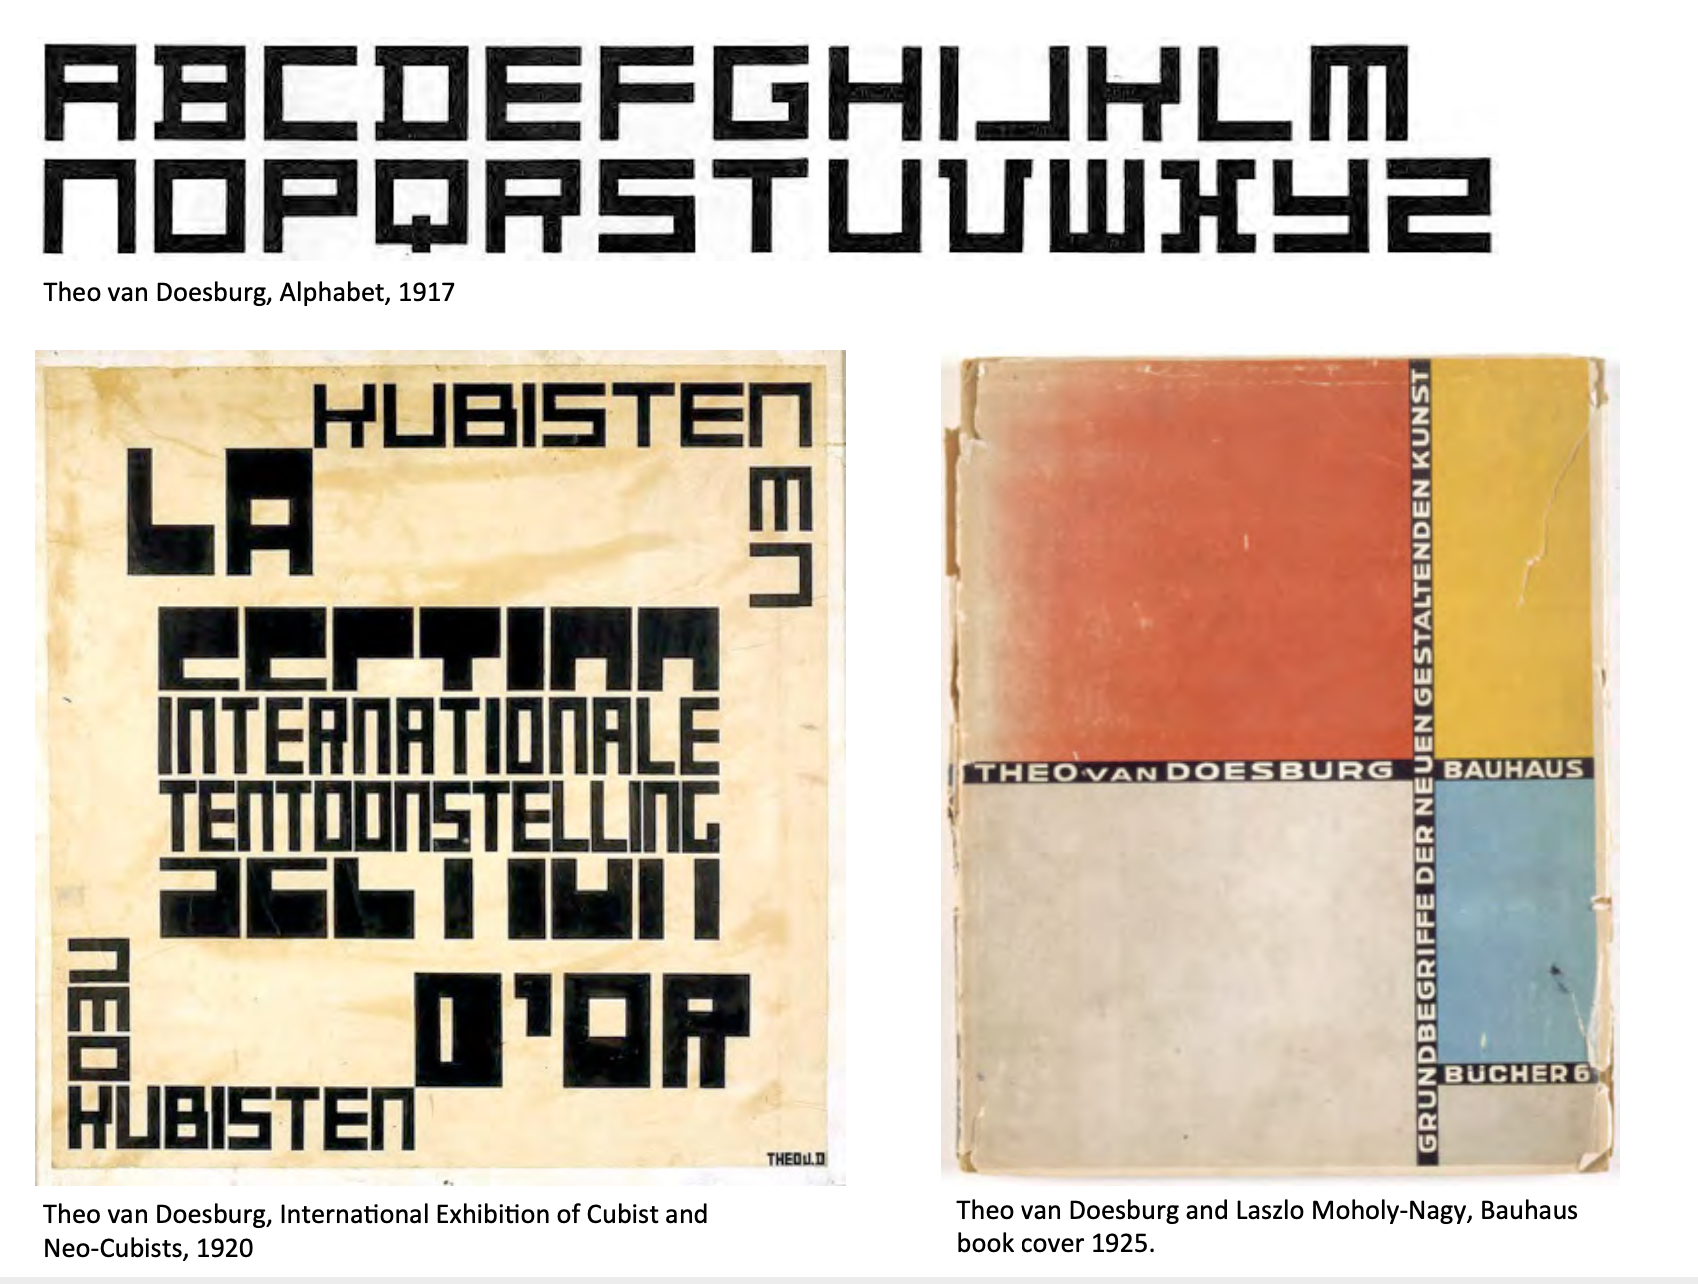 ABCDEFGHIJKLM
NOPQRSTUVWXYZ
Theo van Doesburg, Alphabet, 1917
KUBISTEN
EN
LA
SECTION
INTERNATIONALE
TENTOONSTELLING
D'OR
NEO
KUBISTEN
THEO V.D
Theo van Doesburg, International Exhibition of Cubist and
Neo-Cubists, 1920
GRUNDBEGRIFFE DER NEUEN GESTALTENDEN KUNST
THEO VAN DOESBURG
BAUHAUS
BUCHER 6
Theo van Doesburg and Laszlo Moholy-Nagy, Bauhaus
book cover 1925.